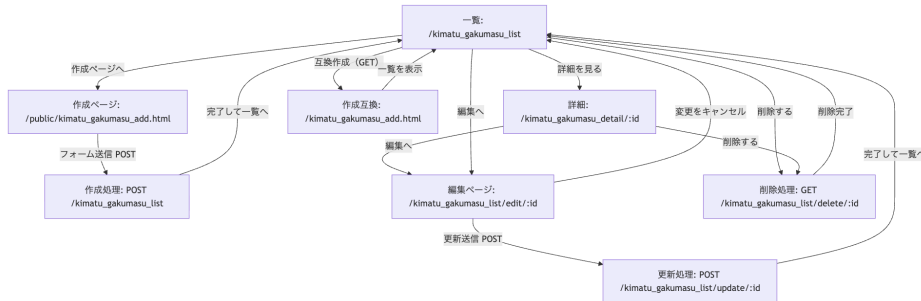 一覧:
/kimatu_gakumasu_list
作成ページへ
互換作成（GET）
一覧を表示
詳細を見る
作成ページ:
/public/kimatu_gakumasu_add.html
完了して一覧へ
作成互換:
/kimatu_gakumasu_add.html
編集へ
詳細:
/kimatu_gakumasu_detail/:id
変更をキャンセル
削除する
削除完了
フォーム送信 POST
編集へ
削除する
完了して一覧へ
作成処理: POST
/kimatu_gakumasu_list
編集ページ:
/kimatu_gakumasu_list/edit/:id
削除処理: GET
/kimatu_gakumasu_list/delete/:id
更新送信 POST
更新処理: POST
/kimatu_gakumasu_list/update/:id